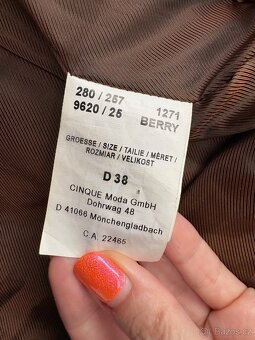 280 / 257 1271
9620 / 25 BERRY
GROESSE / SIZE / TAILLE / MÉRET /
ROZMIAR / VELIKOST
D 38
CINQUE Moda GmbH
Dohrweg 48
D 41066 Mönchengladbach
C.A. 22465